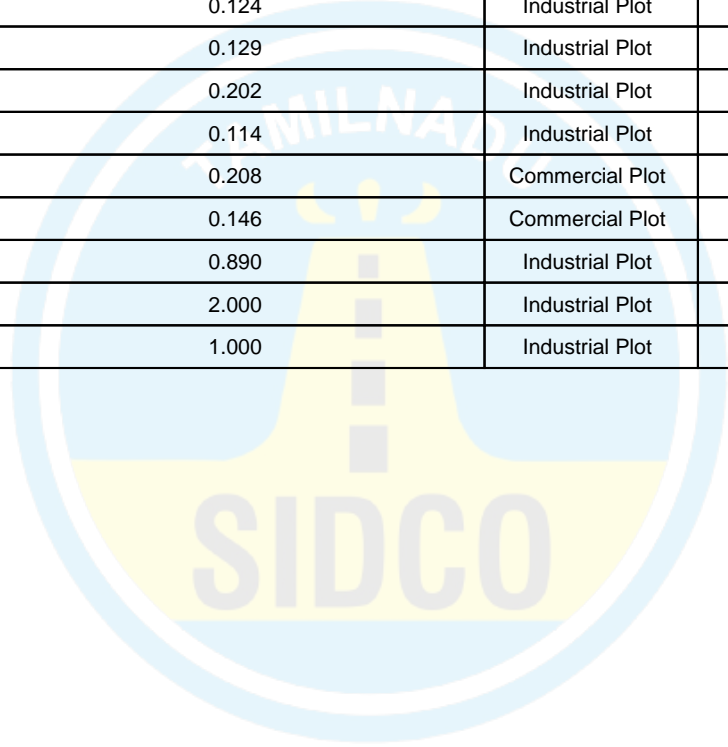 0.124 Industrial Plot
0.129 Industrial Plot
0.202 Industrial Plot
0.114 Industrial Plot
0.208 Commercial Plot
0.146 Commercial Plot
0.890 Industrial Plot
2.000 Industrial Plot
1.000 Industrial Plot
TAMILNADU
SIDCO